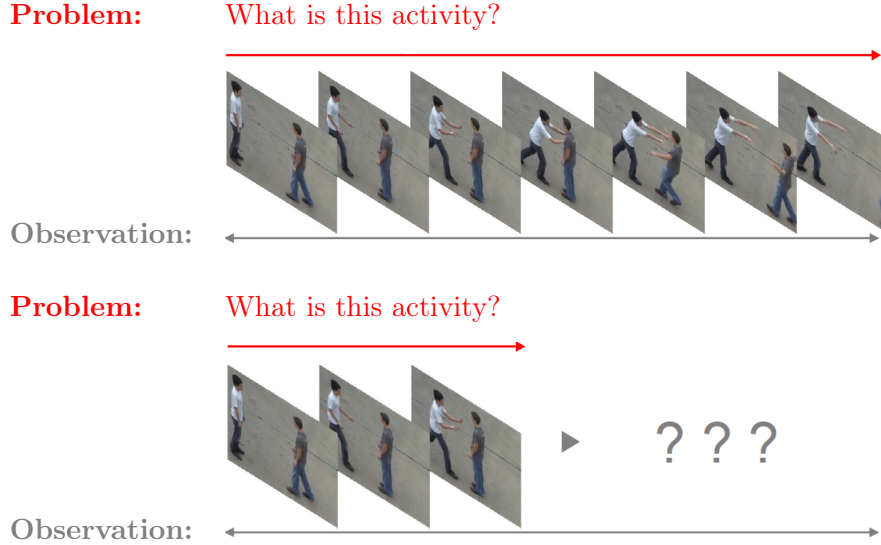 Problem: What is this activity?
Observation:
Problem: What is this activity?
? ? ?
Observation: